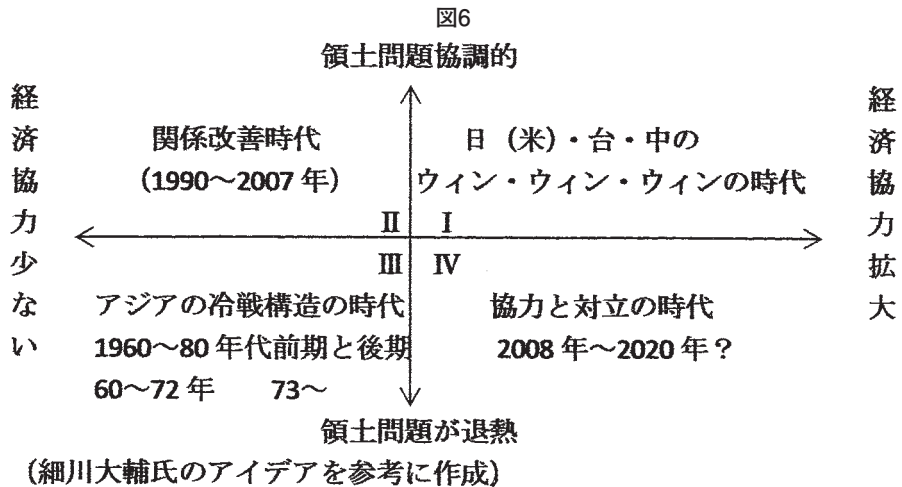 図6
領土問題協調的
経済協力少ない
経済協力拡大
関係改善時代
（1990～2007年）
日（米）・台・中の
ウィン・ウィン・ウィンの時代
Ⅱ Ⅰ
Ⅲ Ⅳ
アジアの冷戦構造の時代
1960～80年代前期と後期
60～72年 73～
協力と対立の時代
2008年～2020年？
領土問題が退熱
（細川大輔氏のアイデアを参考に作成）